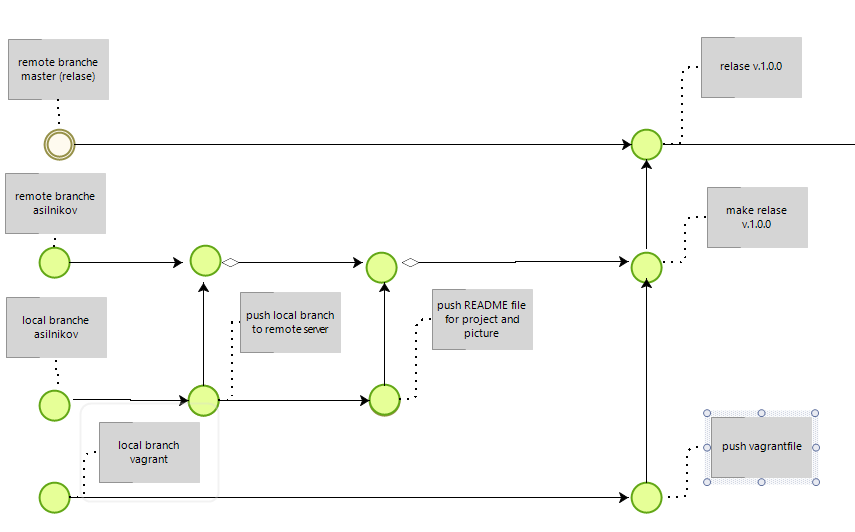 remote branche
master (relase)
relase v.1.0.0
remote branche
asilnikov
make relase
v.1.0.0
local branche
asilnikov
push local branch
to remote server
push README file
for project and
picture
local branch
vagrant
push vagrantfile